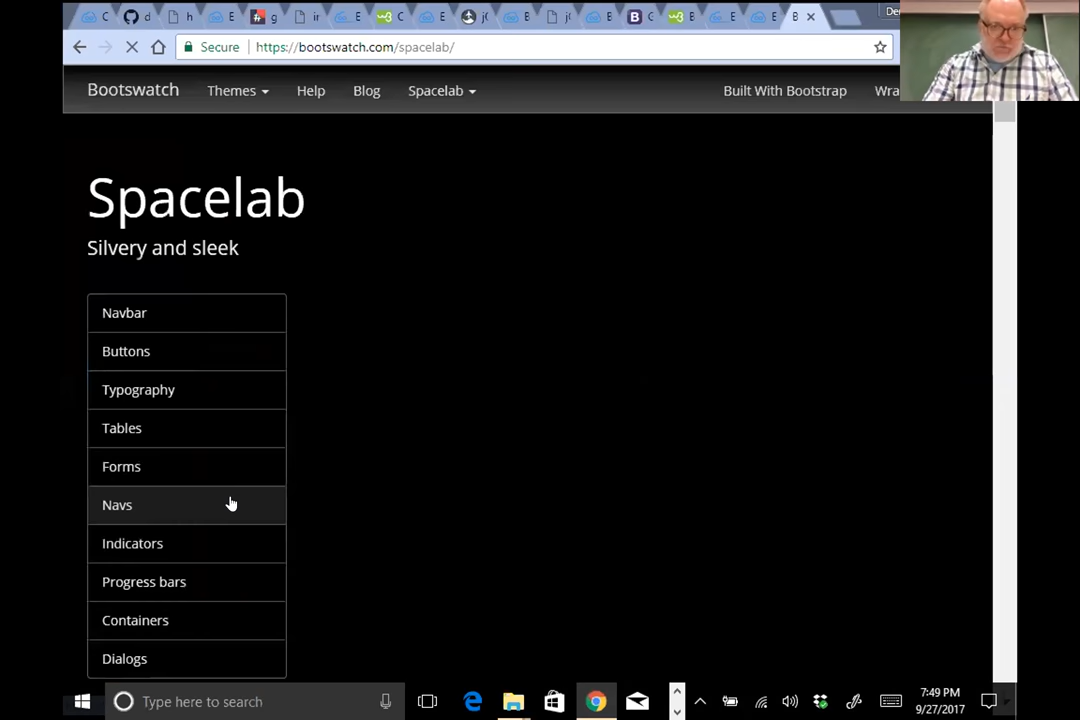 De
Secure https://bootswatch.com/spacelab/
Bootswatch Themes Help Blog Spacelab Built With Bootstrap
Spacelab
Silvery and sleek
Navbar
Buttons
Typography
Tables
Forms
Navs
Indicators
Progress bars
Containers
Dialogs
Type here to search
7:49 PM
9/27/2017